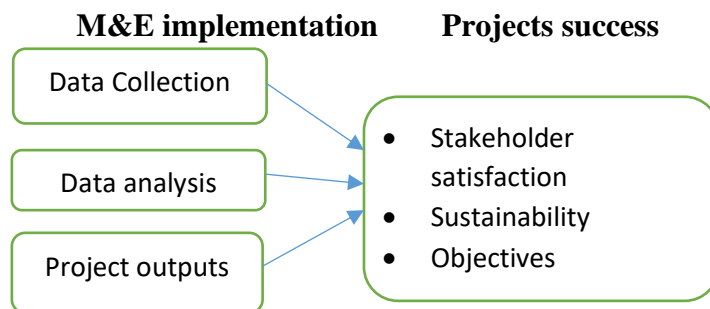 M&E implementation Projects success
Data Collection
Data analysis
Project outputs
• Stakeholder
satisfaction
• Sustainability
• Objectives